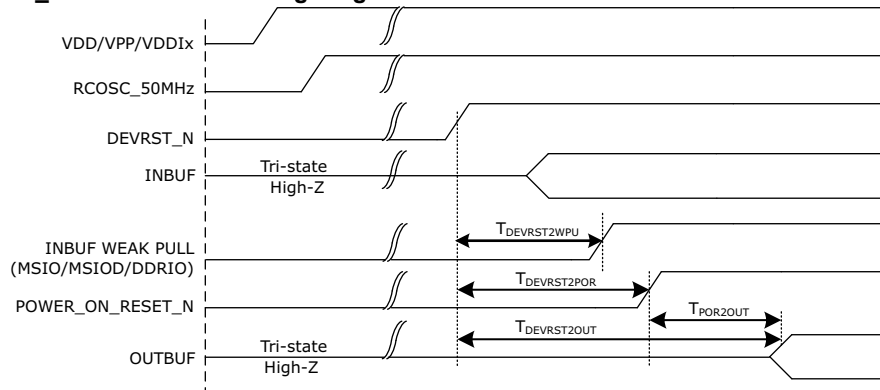 VDD/VPP/VDDIx
RCOSC_50MHz
DEVRST_N
INBUF
Tri-state
High-Z
TDEVRST2WPU
INBUF WEAK PULL
(MSIO/MSIOD/DDRIO)
TDEVRST2POR
POWER_ON_RESET_N
TPOR2OUT
TDEVRST2OUT
OUTBUF
Tri-state
High-Z